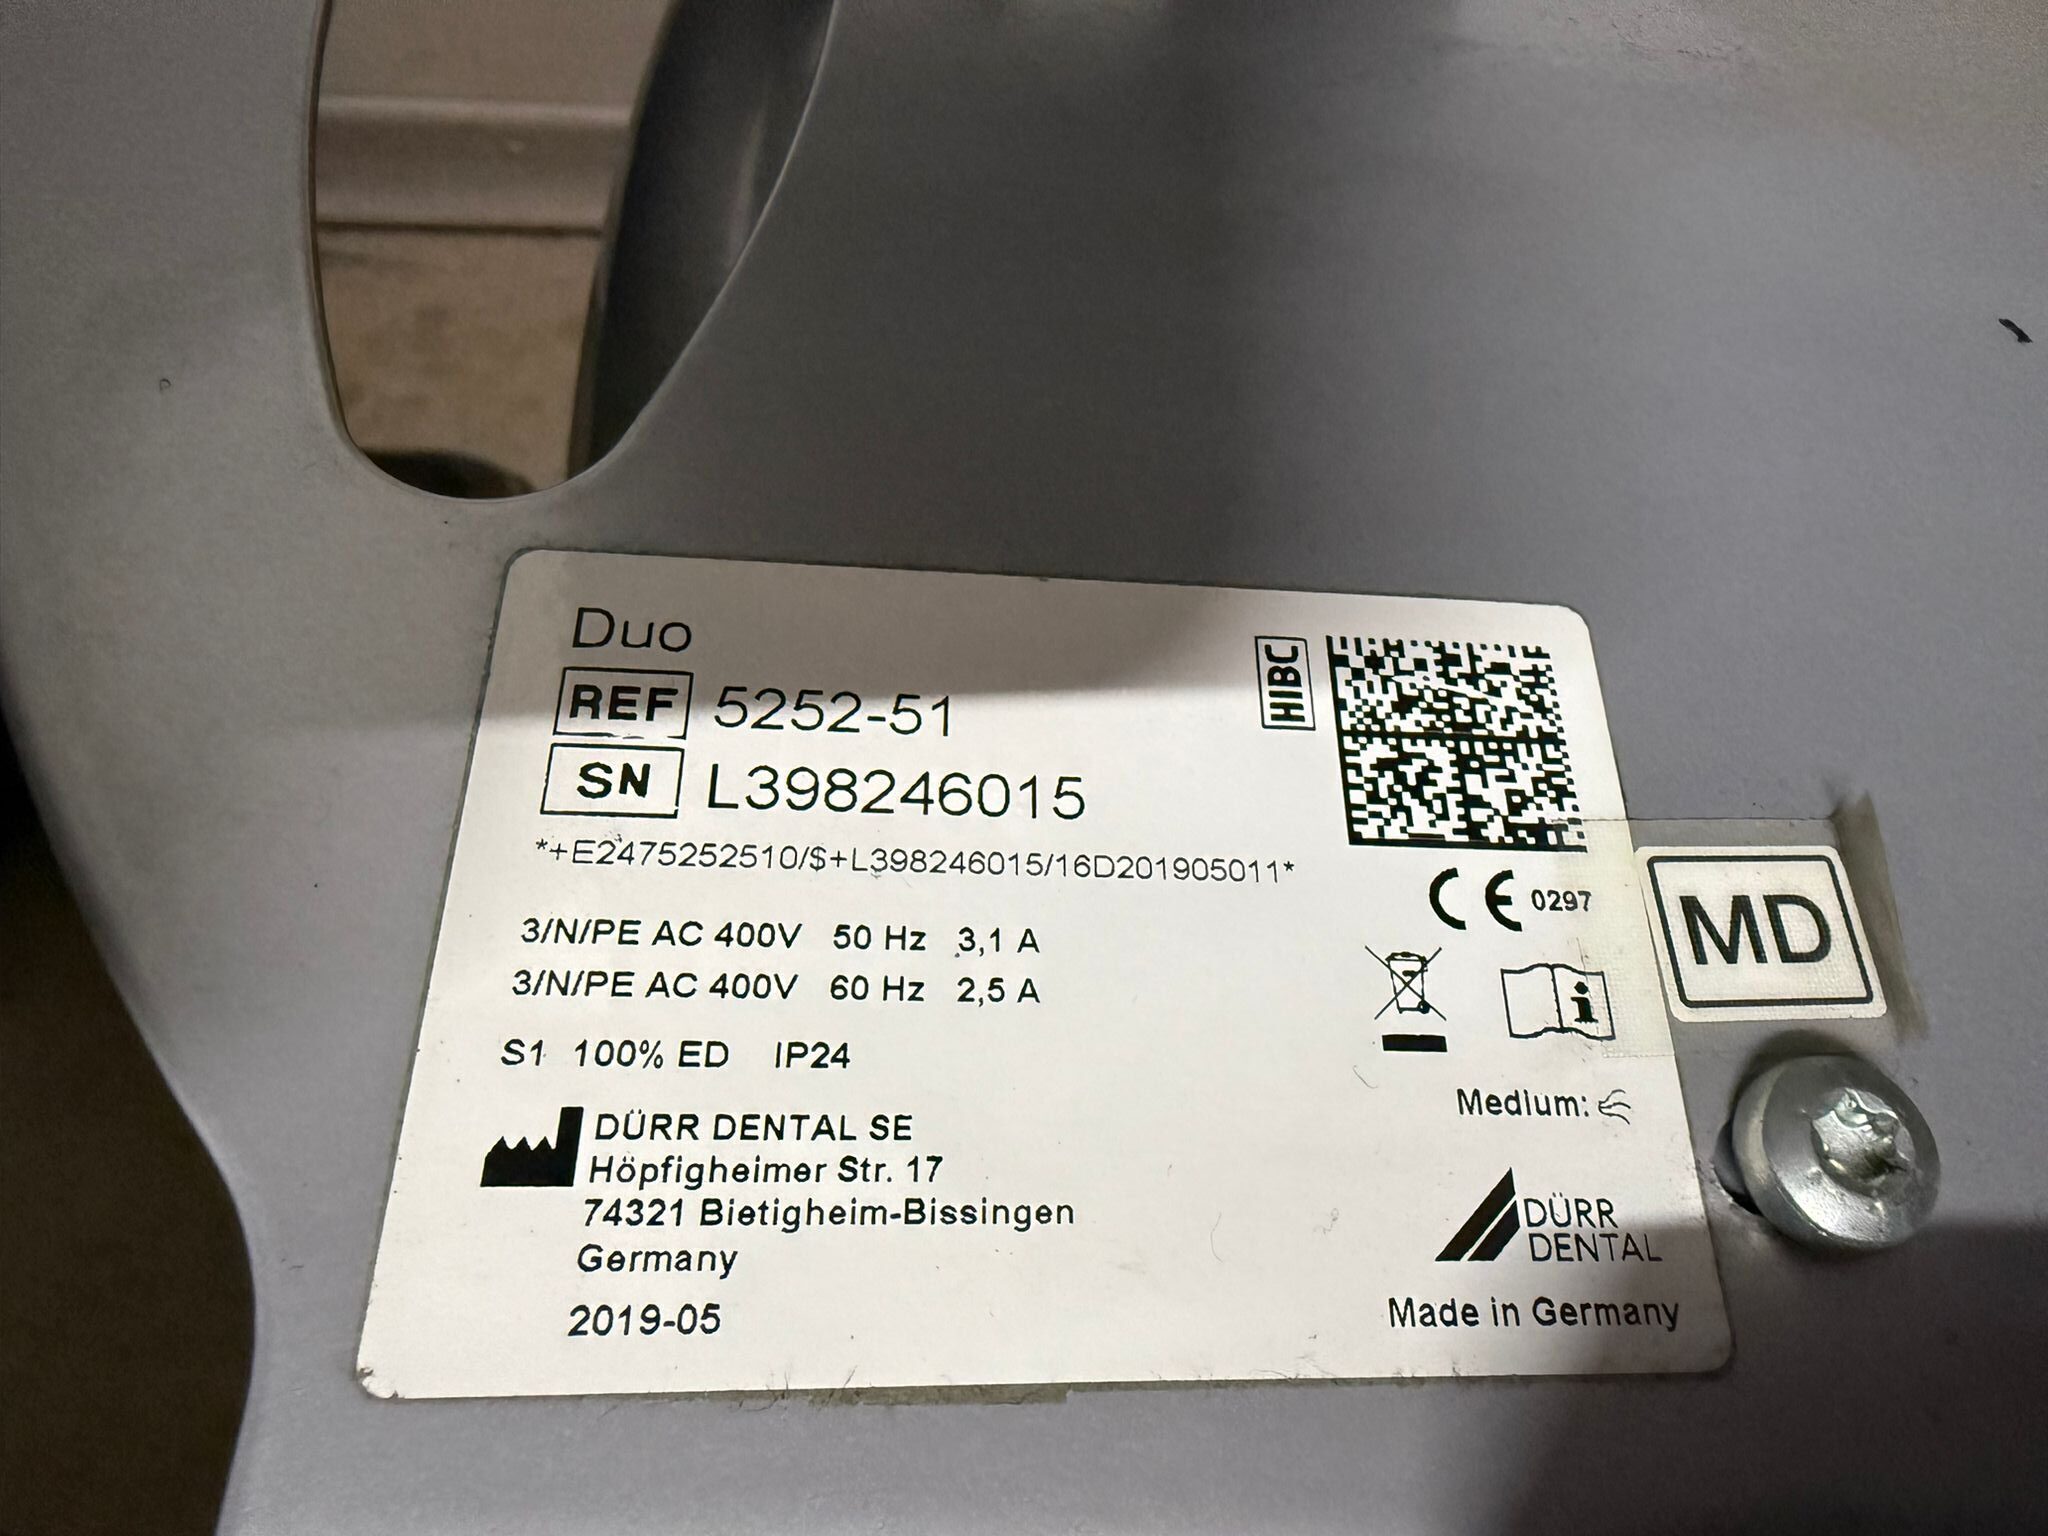 Duo
REF 5252-51
SN L398246015
*+E2475252510/$+L398246015/16D201905011*
HIBC
CE 0297
MD
3/N/PE AC 400V 50 Hz 3,1 A
3/N/PE AC 400V 60 Hz 2,5 A
S1 100% ED IP24
Medium:
DÜRR DENTAL SE
Höpfigheimer Str. 17
74321 Bietigheim-Bissingen
Germany
2019-05
DÜRR
DENTAL
Made in Germany